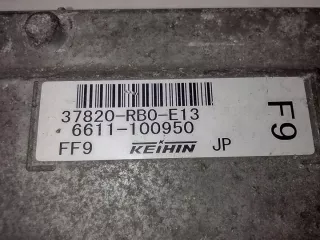 37820-RB0-E13
6611-100950
FF9 KEIHIN JP
F9